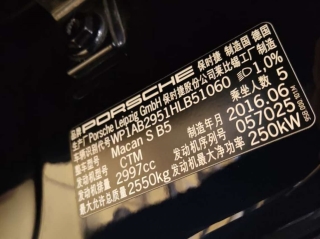 品牌 PORSCHE 保时捷 制造国 德国
生产厂 Porsche Leipzig GmbH 保时捷股份公司莱比锡工厂
车辆识别代号 WP1AB2951HLB51060 1.0%
整车型号 Macan S B5 乘坐人数 5
发动机型号 CTM 制造年月 2016.06
发动机排量 2997cc 发动机序列号 057025
最大允许总质量 2550kg 发动机最大净功率 250kW